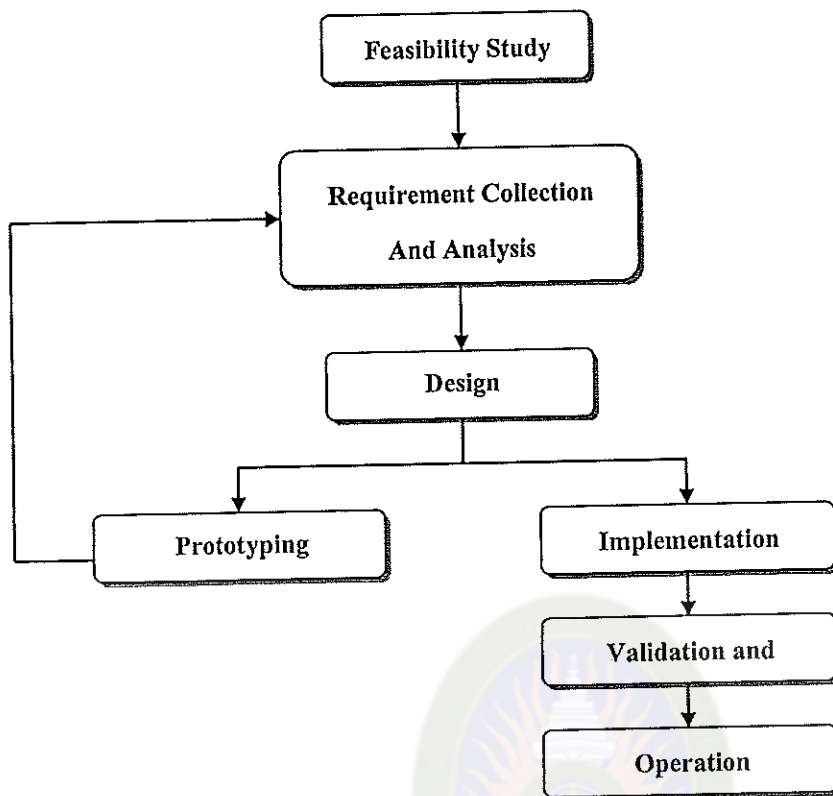 Feasibility Study
Requirement Collection
And Analysis
Design
Prototyping
Implementation
Validation and
Operation